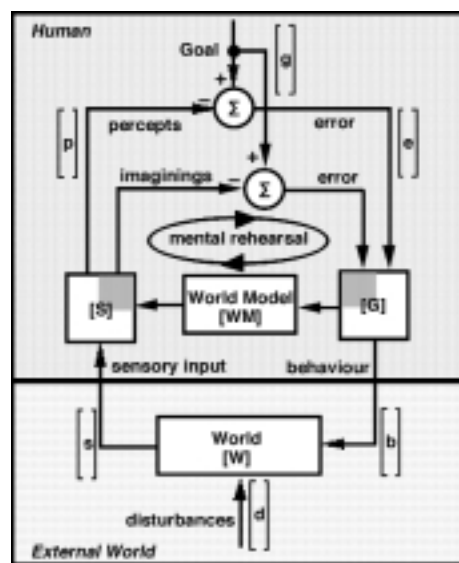 Human
Goal
[g]
+
−
Σ
[p]
percepts
error
[e]
+
imaginings
−
Σ
error
mental rehearsal
[S]
World Model
[WM]
[G]
sensory input
behaviour
[s]
World
[W]
[b]
disturbances
[d]
External World